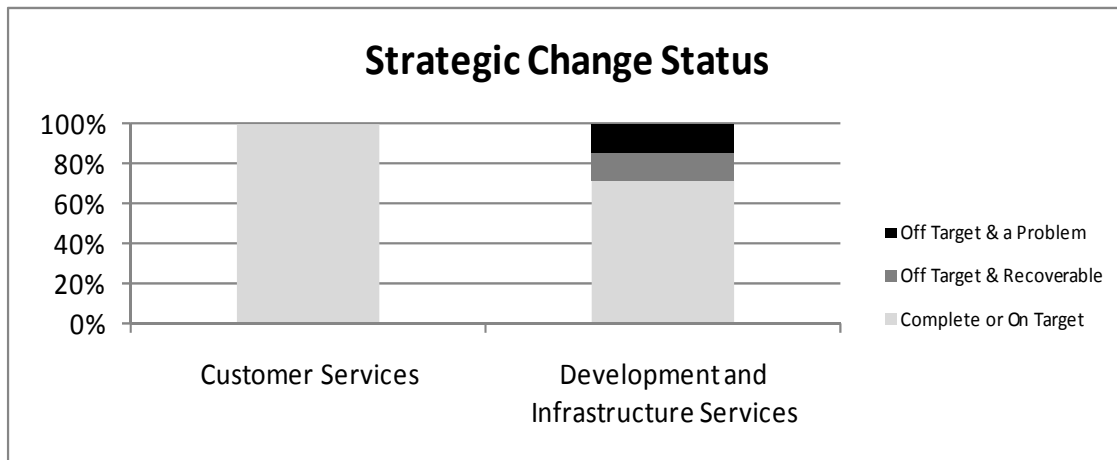 Strategic Change Status
100%
80%
60%
40%
20%
0%
Off Target & a Problem
Off Target & Recoverable
Complete or On Target
Customer Services
Development and
Infrastructure Services